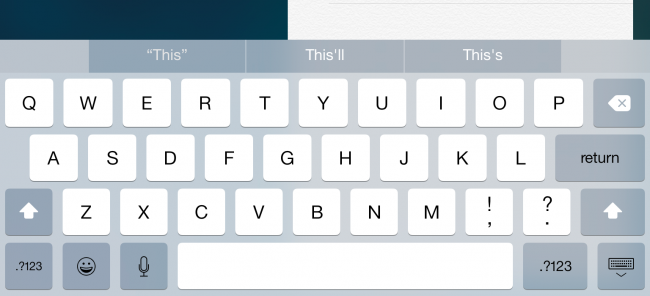 “This” This'll This's
Q W E R T Y U I O P
A S D F G H J K L return
Z X C V B N M ! , ? .
.?123 .?123